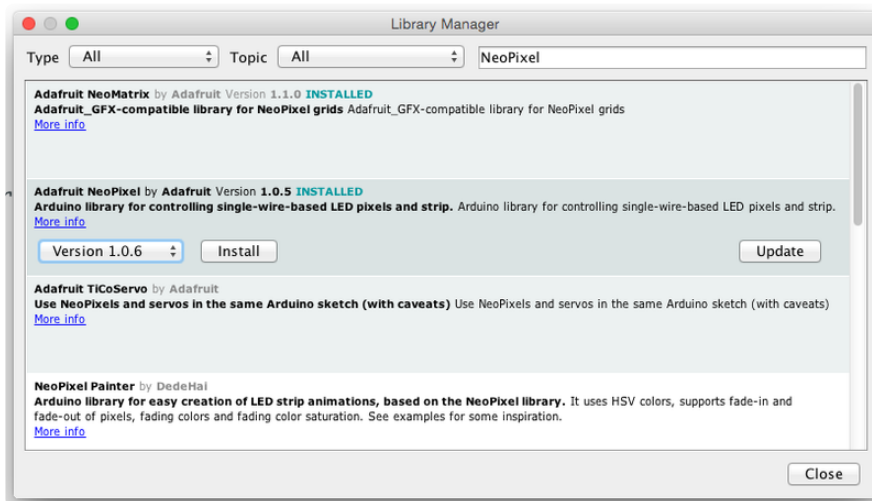 Library Manager
Type All Topic All NeoPixel
Adafruit NeoMatrix by Adafruit Version 1.1.0 INSTALLED
Adafruit_GFX-compatible library for NeoPixel grids Adafruit_GFX-compatible library for NeoPixel grids
More info
Adafruit NeoPixel by Adafruit Version 1.0.5 INSTALLED
Arduino library for controlling single-wire-based LED pixels and strip. Arduino library for controlling single-wire-based LED pixels and strip.
More info
Version 1.0.6 Install Update
Adafruit TiCoServo by Adafruit
Use NeoPixels and servos in the same Arduino sketch (with caveats) Use NeoPixels and servos in the same Arduino sketch (with caveats)
More info
NeoPixel Painter by DedeHai
Arduino library for easy creation of LED strip animations, based on the NeoPixel library. It uses HSV colors, supports fade-in and
fade-out of pixels, fading colors and fading color saturation. See examples for some inspiration.
More info
Close